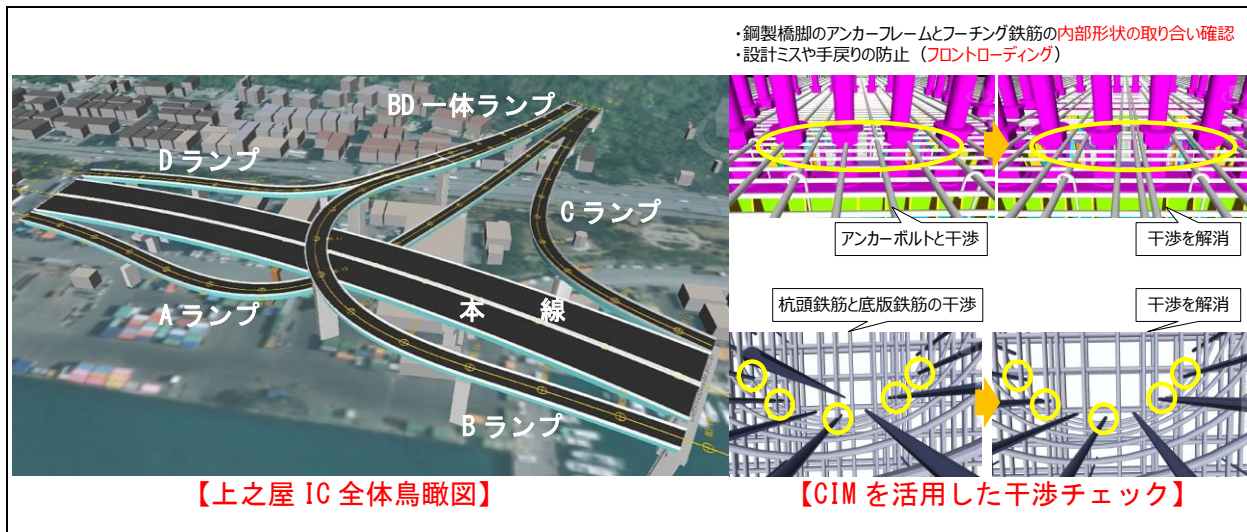 ・鋼製橋脚のアンカーフレームとフーチング鉄筋の内部形状の取り合い確認
・設計ミスや手戻りの防止（フロントローディング）
BD一体ランプ
Dランプ
Cランプ
Aランプ
本　線
Bランプ
【上之屋IC全体鳥瞰図】
アンカーボルトと干渉
干渉を解消
杭頭鉄筋と底版鉄筋の干渉
干渉を解消
【CIMを活用した干渉チェック】